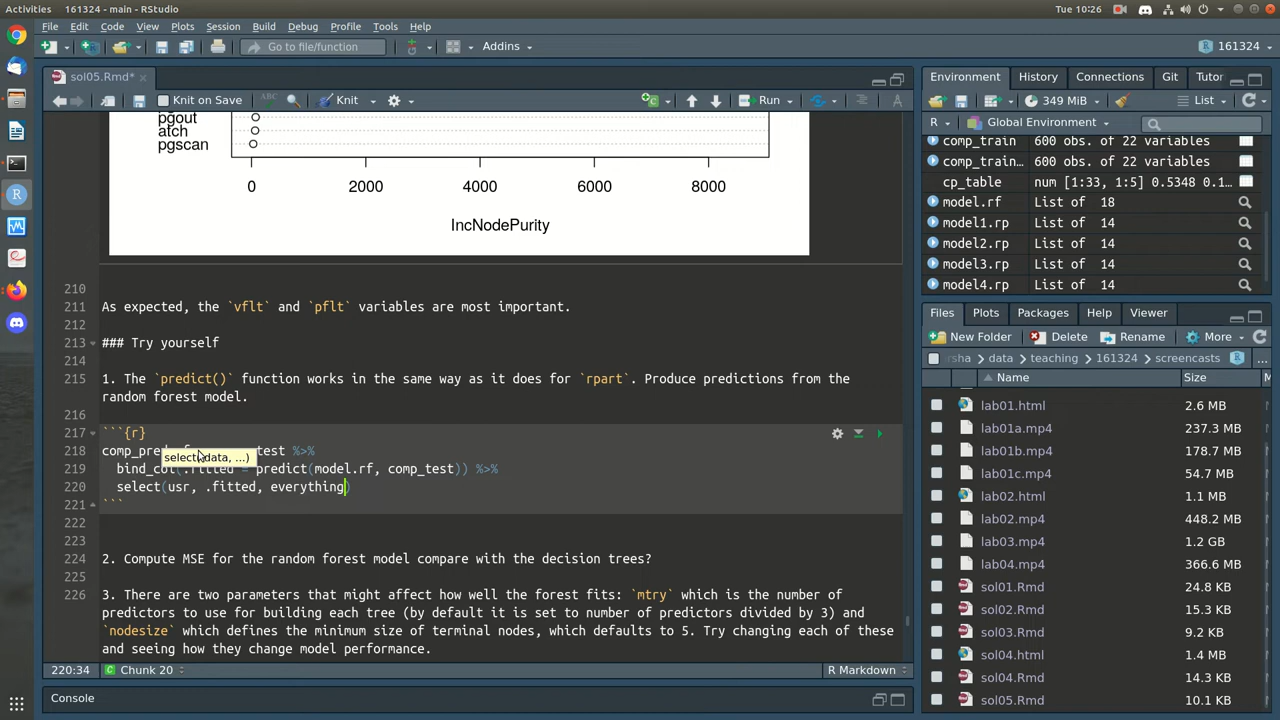 Activities 161324 - main - RStudio Tue 10:26
File Edit Code View Plots Session Build Debug Profile Tools Help
Go to file/function Addins 161324
sol05.Rmd*
Knit on Save ABC Knit Run
pgout
atch
pgscan
0 2000 4000 6000 8000
IncNodePurity
210
211 As expected, the `vflt` and `pflt` variables are most important.
212
213 ### Try yourself
214
215 1. The `predict()` function works in the same way as it does for `rpart`. Produce predictions from the
random forest model.
216
217 ```{r}
218 test %>%
select(.data, ...)
219 bind_col(.fitted = predict(model.rf, comp_test)) %>%
220 select(usr, .fitted, everything)
221 ```
222
223
224 2. Compute MSE for the random forest model compare with the decision trees?
225
226 3. There are two parameters that might affect how well the forest fits: `mtry` which is the number of
predictors to use for building each tree (by default it is set to number of predictors divided by 3) and
`nodesize` which defines the minimum size of terminal nodes, which defaults to 5. Try changing each of these
and seeing how they change model performance.
220:34 Chunk 20 R Markdown
Console
Environment History Connections Git Tutor
349 MiB List
R Global Environment
comp_train 600 obs. of 22 variables
comp_train… 600 obs. of 22 variables
cp_table num [1:33, 1:5] 0.5348 0.1…
model.rf List of 18
model1.rp List of 14
model2.rp List of 14
model3.rp List of 14
model4.rp List of 14
Files Plots Packages Help Viewer
New Folder Delete Rename More
rsha data teaching 161324 screencasts ...
Name Size
lab01.html 2.6 MB
lab01a.mp4 237.3 MB
lab01b.mp4 178.7 MB
lab01c.mp4 54.7 MB
lab02.html 1.1 MB
lab02.mp4 448.2 MB
lab03.mp4 1.2 GB
lab04.mp4 366.6 MB
sol01.Rmd 24.8 KB
sol02.Rmd 15.3 KB
sol03.Rmd 9.2 KB
sol04.html 1.4 MB
sol04.Rmd 14.3 KB
sol05.Rmd 10.1 KB